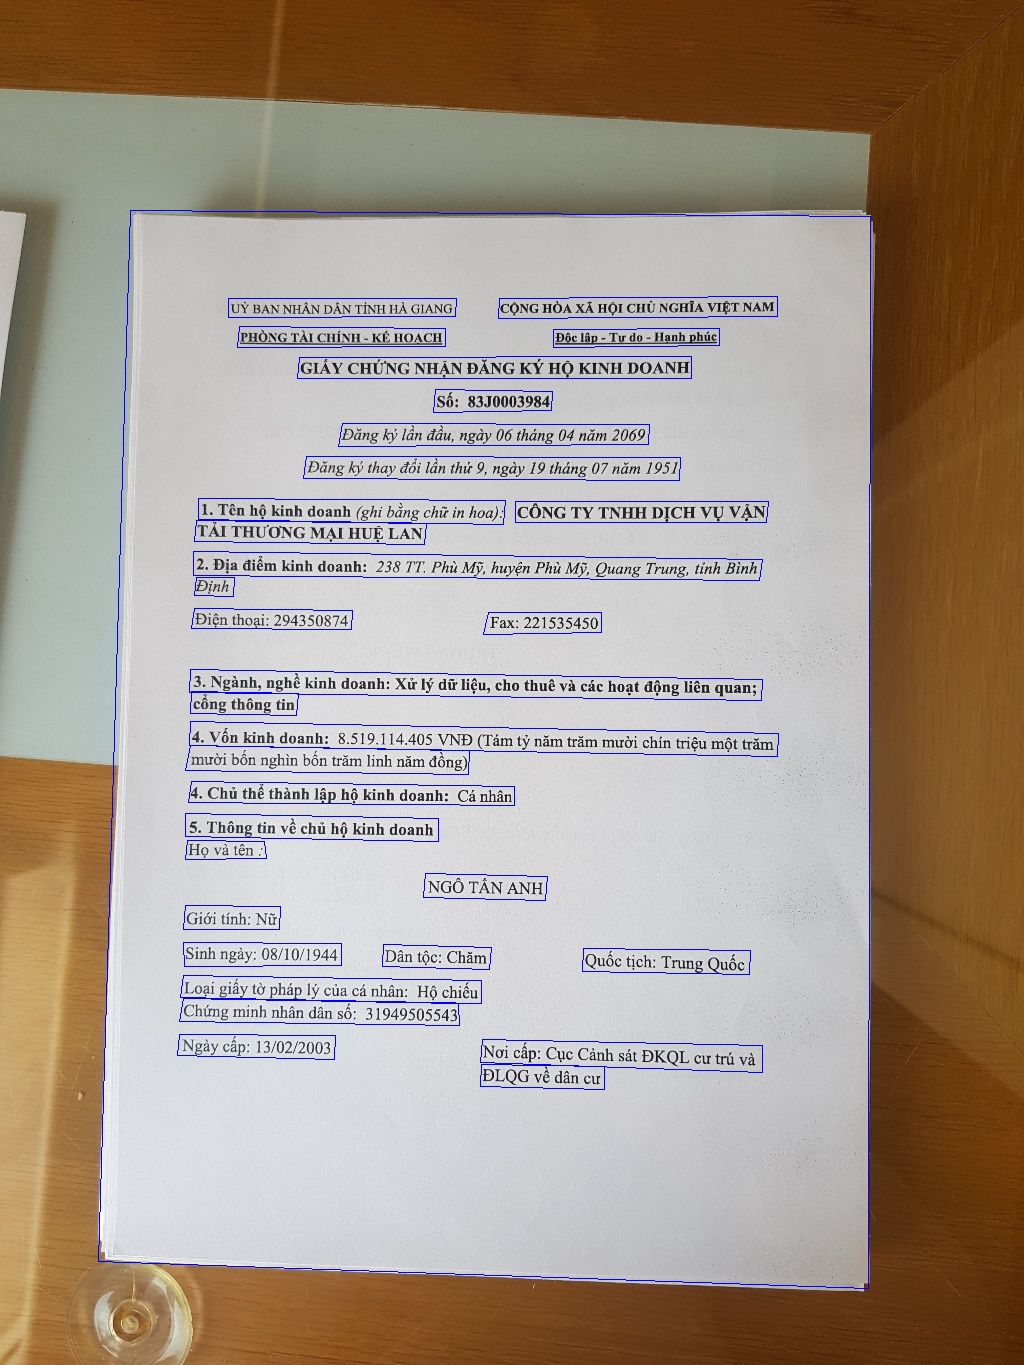 UỶ BAN NHÂN DÂN TỈNH HÀ GIANG
CỘNG HÒA XÃ HỘI CHỦ NGHĨA VIỆT NAM
PHÒNG TÀI CHÍNH - KẾ HOẠCH
Độc lập - Tự do - Hạnh phúc
GIẤY CHỨNG NHẬN ĐĂNG KÝ HỘ KINH DOANH
Số: 83J0003984
Đăng ký lần đầu, ngày 06 tháng 04 năm 2069
Đăng ký thay đổi lần thứ 9, ngày 19 tháng 07 năm 1951
1. Tên hộ kinh doanh (ghi bằng chữ in hoa): CÔNG TY TNHH DỊCH VỤ VẬN
TẢI THƯƠNG MẠI HUỆ LAN
2. Địa điểm kinh doanh: 238 TT. Phù Mỹ, huyện Phù Mỹ, Quang Trung, tỉnh Bình
Định
Điện thoại: 294350874
Fax: 221535450
3. Ngành, nghề kinh doanh: Xử lý dữ liệu, cho thuê và các hoạt động liên quan;
cổng thông tin
4. Vốn kinh doanh: 8.519.114.405 VNĐ (Tám tỷ năm trăm mười chín triệu một trăm
mười bốn nghìn bốn trăm linh năm đồng)
4. Chủ thể thành lập hộ kinh doanh: Cá nhân
5. Thông tin về chủ hộ kinh doanh
Họ và tên :
NGÔ TẤN ANH
Giới tính: Nữ
Sinh ngày: 08/10/1944
Dân tộc: Chăm
Quốc tịch: Trung Quốc
Loại giấy tờ pháp lý của cá nhân: Hộ chiếu
Chứng minh nhân dân số: 31949505543
Ngày cấp: 13/02/2003
Nơi cấp: Cục Cảnh sát ĐKQL cư trú và
ĐLQG về dân cư